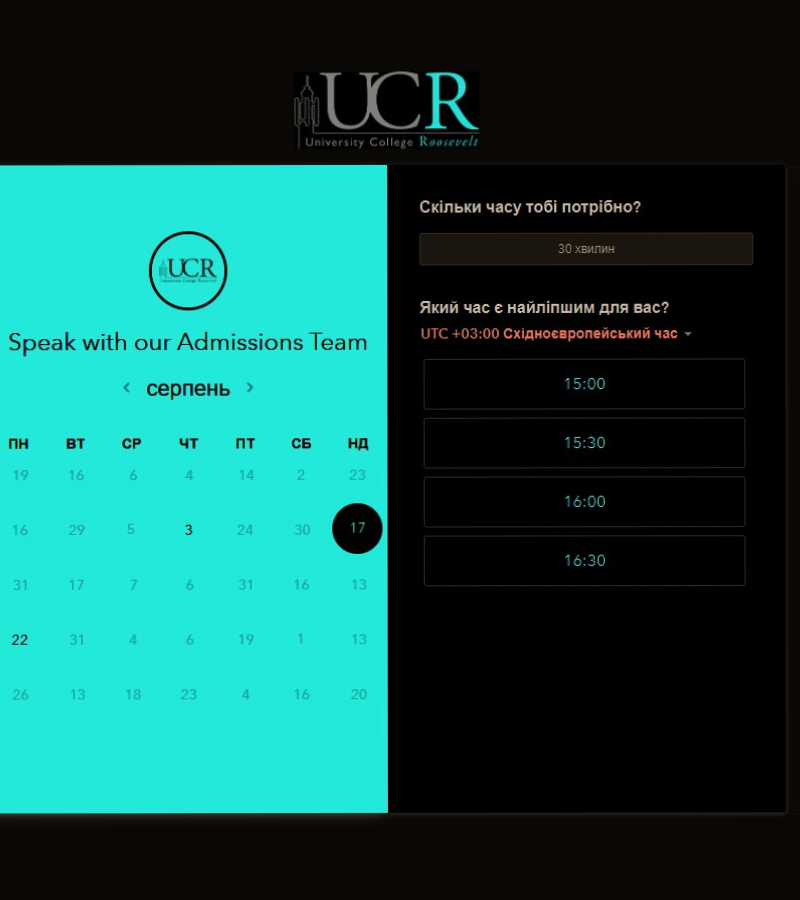 UCR
University College Roosevelt
UCR
University College Roosevelt
Speak with our Admissions Team
серпень
ПН ВТ СР ЧТ ПТ СБ НД
19 16 6 4 14 2 23
16 29 5 3 24 30 17
31 17 7 6 31 16 13
22 31 4 6 19 1 13
26 13 18 23 4 16 20
Скільки часу тобі потрібно?
30 хвилин
Який час є найліпшим для вас?
UTC +03:00 Східноєвропейський час
15:00
15:30
16:00
16:30